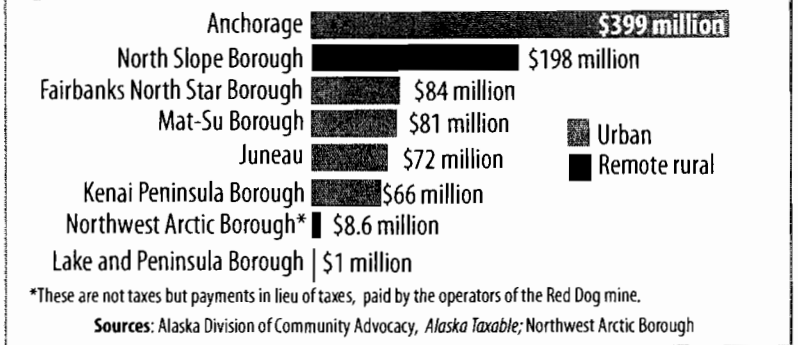 Anchorage $399 million
North Slope Borough $198 million
Fairbanks North Star Borough $84 million
Mat-Su Borough $81 million
Urban
Juneau $72 million
Remote rural
Kenai Peninsula Borough $66 million
Northwest Arctic Borough* $8.6 million
Lake and Peninsula Borough $1 million
*These are not taxes but payments in lieu of taxes, paid by the operators of the Red Dog mine.
Sources: Alaska Division of Community Advocacy, Alaska Taxable; Northwest Arctic Borough